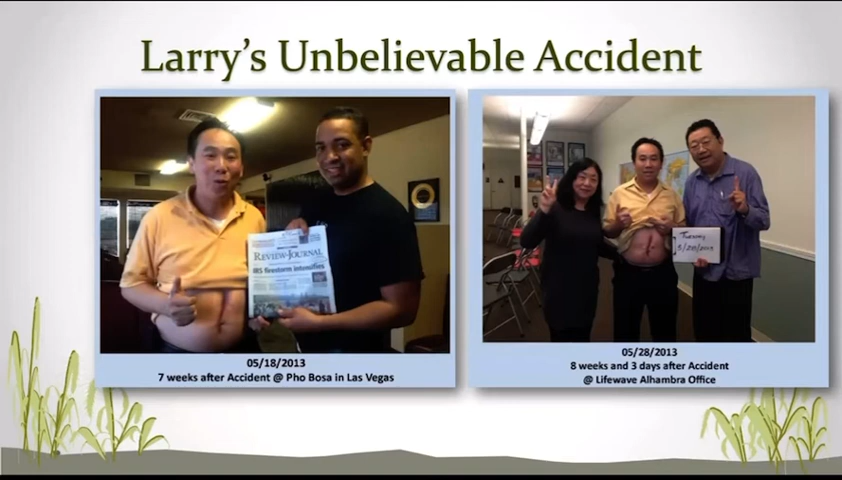 Larry's Unbelievable Accident
REVIEW-JOURNAL
IRS firestorm intensifies
05/18/2013
7 weeks after Accident @ Pho Bosa in Las Vegas
Tuesday
5/28/2013
05/28/2013
8 weeks and 3 days after Accident
@ Lifewave Alhambra Office